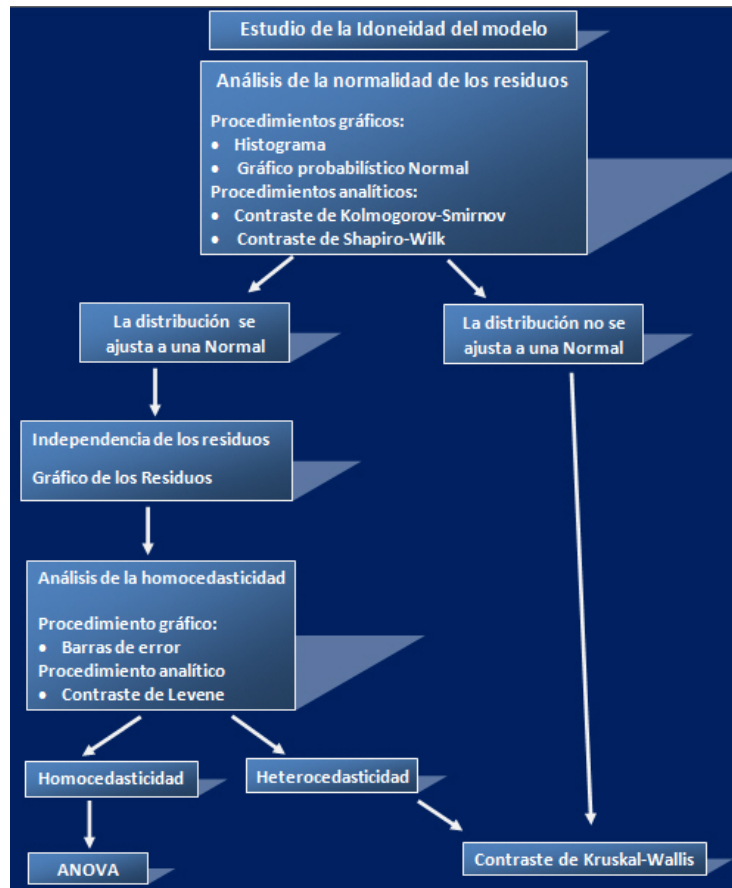 Estudio de la Idoneidad del modelo
Análisis de la normalidad de los residuos
Procedimientos gráficos:
• Histograma
• Gráfico probabilístico Normal
Procedimientos analíticos:
• Contraste de Kolmogorov-Smirnov
• Contraste de Shapiro-Wilk
La distribución se
ajusta a una Normal
La distribución no se
ajusta a una Normal
Independencia de los residuos
Gráfico de los Residuos
Análisis de la homocedasticidad
Procedimiento gráfico:
• Barras de error
Procedimiento analítico
• Contraste de Levene
Homocedasticidad
Heterocedasticidad
ANOVA
Contraste de Kruskal-Wallis